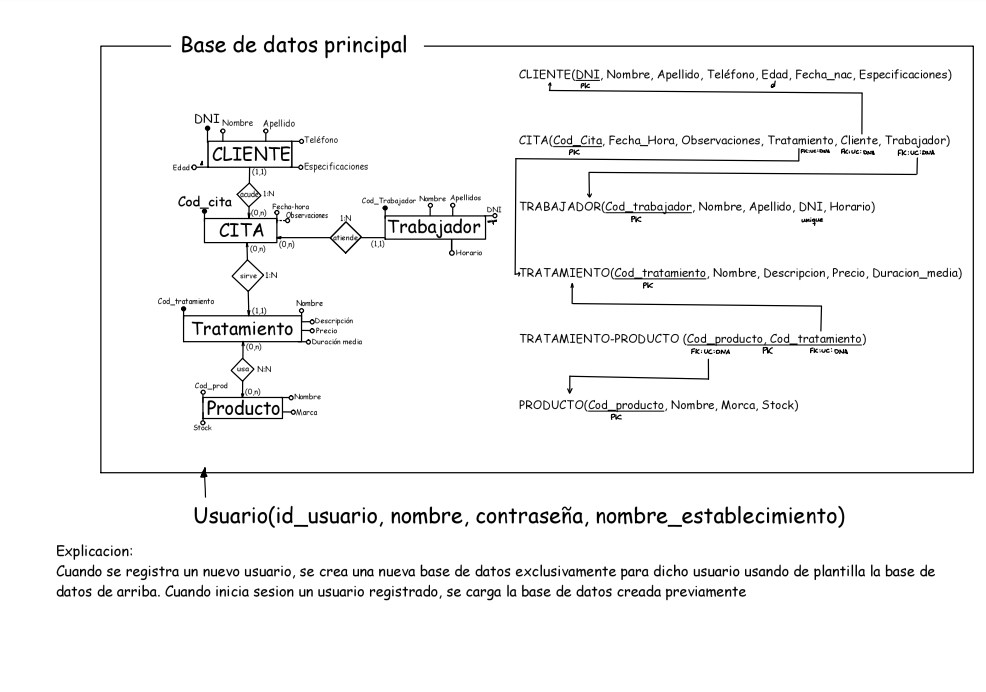 Base de datos principal
CLIENTE(DNI, Nombre, Apellido, Teléfono, Edad, Fecha_nac, Especificaciones)
PK
d
DNI
Nombre
Apellido
Teléfono
CLIENTE
Edad
Especificaciones
(1,1)
acude
1:N
(0,n)
CITA(Cod_Cita, Fecha_Hora, Observaciones, Tratamiento, Cliente, Trabajador)
PK
FK:UC:DNA
FK:UC:DNA
FK:UC:DNA
Cod_cita
Fecha-hora
Observaciones
CITA
(0,n)
(0,n)
1:N
atiende
(1,1)
Cod_Trabajador
Nombre
Apellidos
DNI
Trabajador
Horario
TRABAJADOR(Cod_trabajador, Nombre, Apellido, DNI, Horario)
PK
unique
sirve
1:N
(1,1)
TRATAMIENTO(Cod_tratamiento, Nombre, Descripcion, Precio, Duracion_media)
PK
Cod_tratamiento
Nombre
Tratamiento
Descripción
Precio
Duración media
(0,n)
TRATAMIENTO-PRODUCTO (Cod_producto, Cod_tratamiento)
FK:UC:DNA
PK
FK:UC:DNA
usa
N:N
(0,n)
Cod_prod
Nombre
Producto
Marca
Stock
PRODUCTO(Cod_producto, Nombre, Morca, Stock)
PK
Usuario(id_usuario, nombre, contraseña, nombre_establecimiento)
Explicacion:
Cuando se registra un nuevo usuario, se crea una nueva base de datos exclusivamente para dicho usuario usando de plantilla la base de
datos de arriba. Cuando inicia sesion un usuario registrado, se carga la base de datos creada previamente